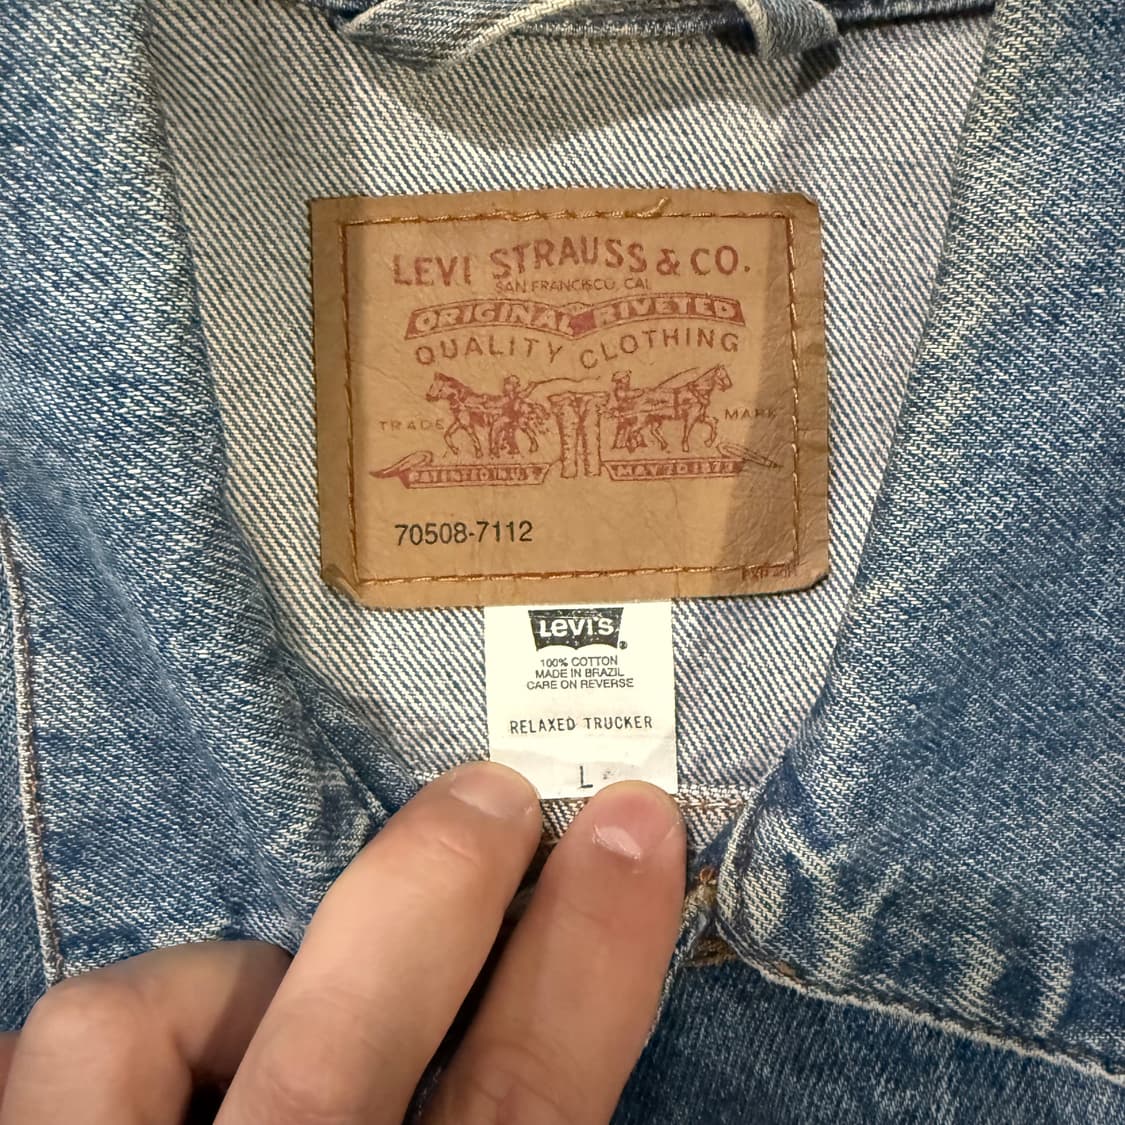 LEVI STRAUSS & CO.
SAN FRANCISCO, CAL
ORIGINAL RIVETED
QUALITY CLOTHING
TRADE MARK
PATENTED IN U.S. MAY 20 1873
70508-7112
Levi's
100% COTTON
MADE IN BRAZIL
CARE ON REVERSE
RELAXED TRUCKER
L